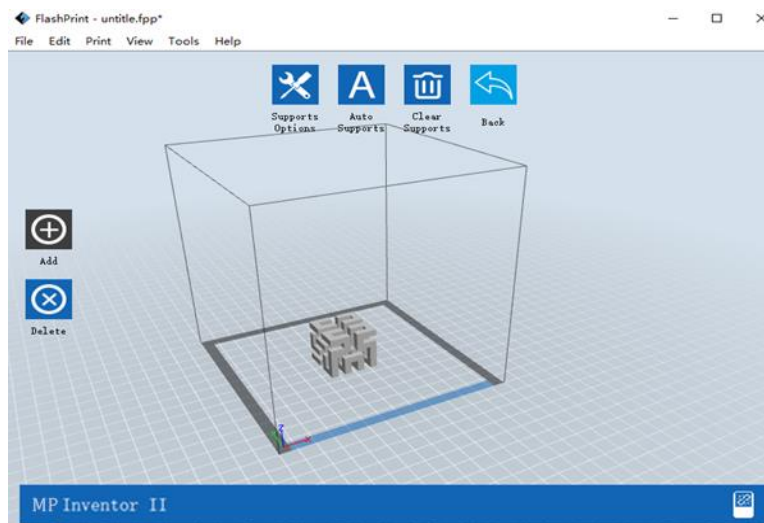 FlashPrint - untitle.fpp*
File Edit Print View Tools Help
A
Supports Options
Auto Supports
Clear Supports
Back
Add
Delete
Z
X
MP Inventor II